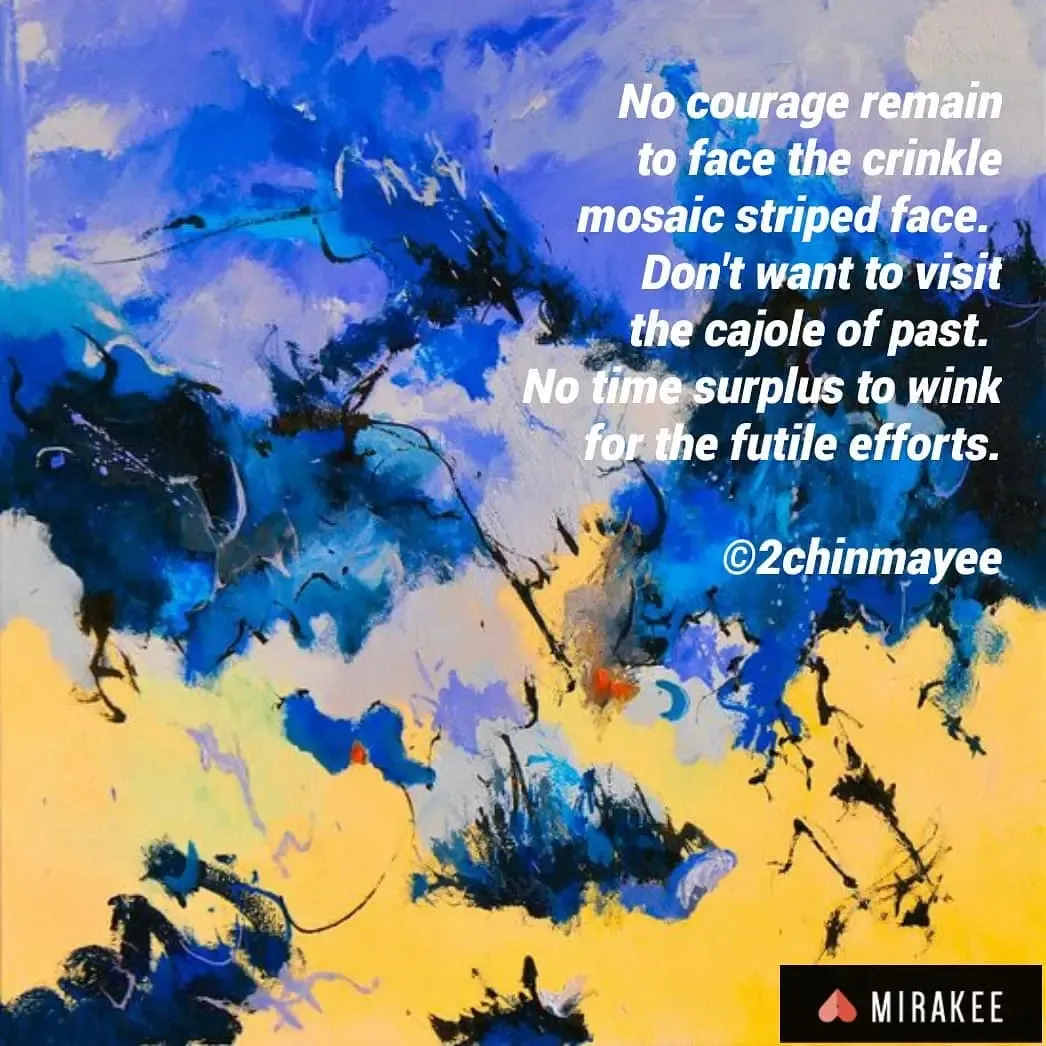 No courage remain
to face the crinkle
mosaic striped face.
Don't want to visit
the cajole of past.
No time surplus to wink
for the futile efforts.
©2chinmayee
MIRAKEE